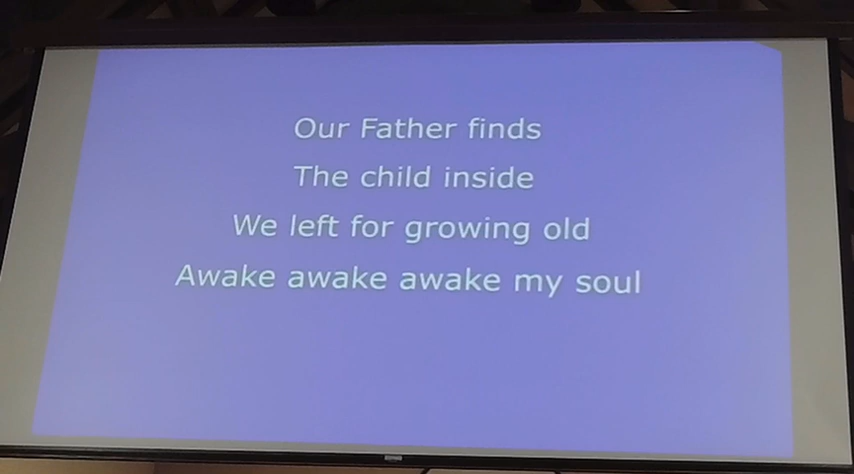 Our Father finds
The child inside
We left for growing old
Awake awake awake my soul